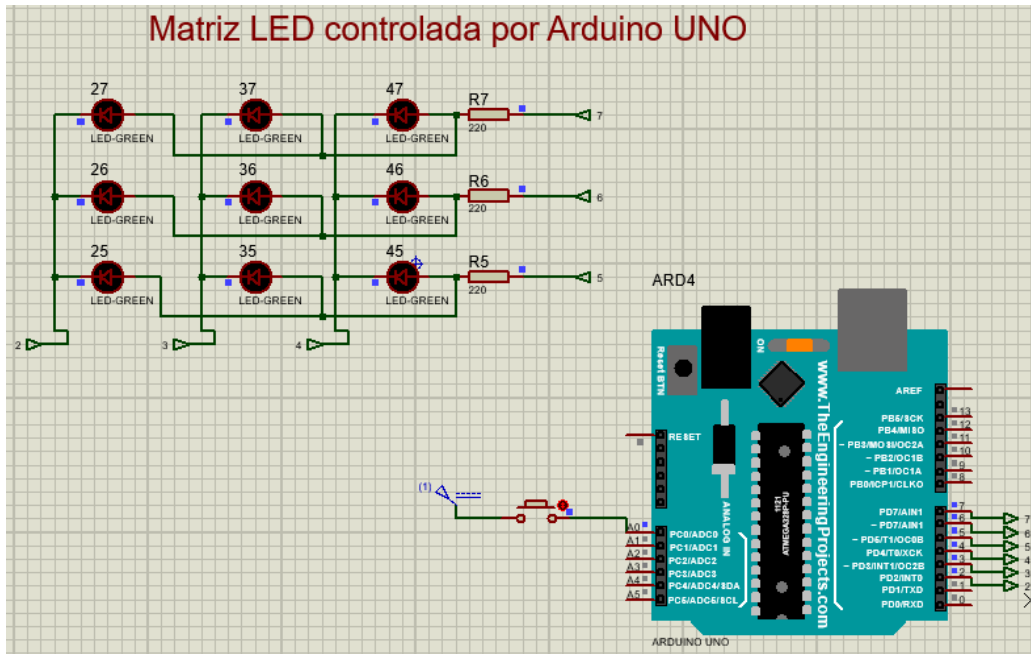 Matriz LED controlada por Arduino UNO
27
37
47
R7
LED-GREEN
LED-GREEN
LED-GREEN
220
7
26
36
46
R6
LED-GREEN
LED-GREEN
LED-GREEN
220
6
25
35
45
R5
LED-GREEN
LED-GREEN
LED-GREEN
220
5
2
3
4
ARD4
Reset BTN
ON
www.TheEngineeringProjects.com
AREF
RESET
PB5/SCK
13
PB4/MISO
12
PB3/MOSI/OC2A
11
PB2/OC1B
10
PB1/OC1A
9
PB0/ICP1/CLKO
8
1121
ATMEGA328P-PU
ANALOG IN
(1)
A0
PC0/ADC0
A1
PC1/ADC1
A2
PC2/ADC2
A3
PC3/ADC3
A4
PC4/ADC4/SDA
A5
PC5/ADC5/SCL
PD7/AIN1
7
7
PD7/AIN1
6
6
PD5/T1/OC0B
5
5
PD4/T0/XCK
4
4
PD3/INT1/OC2B
3
3
PD2/INT0
2
2
PD1/TXD
1
PD0/RXD
0
ARDUINO UNO